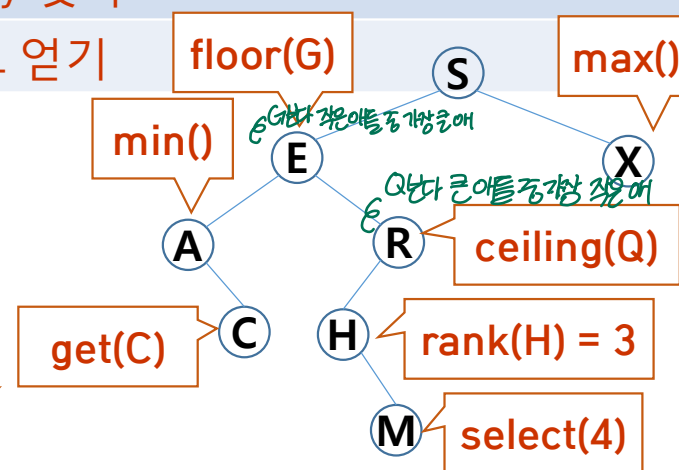 얻기
floor(G)
S
max()
G보다 작은 애들 중 가장 큰 애
min()
E
X
Q보다 큰 애들 중 가장 작은 애
A
R
ceiling(Q)
get(C)
C
H
rank(H) = 3
M
select(4)